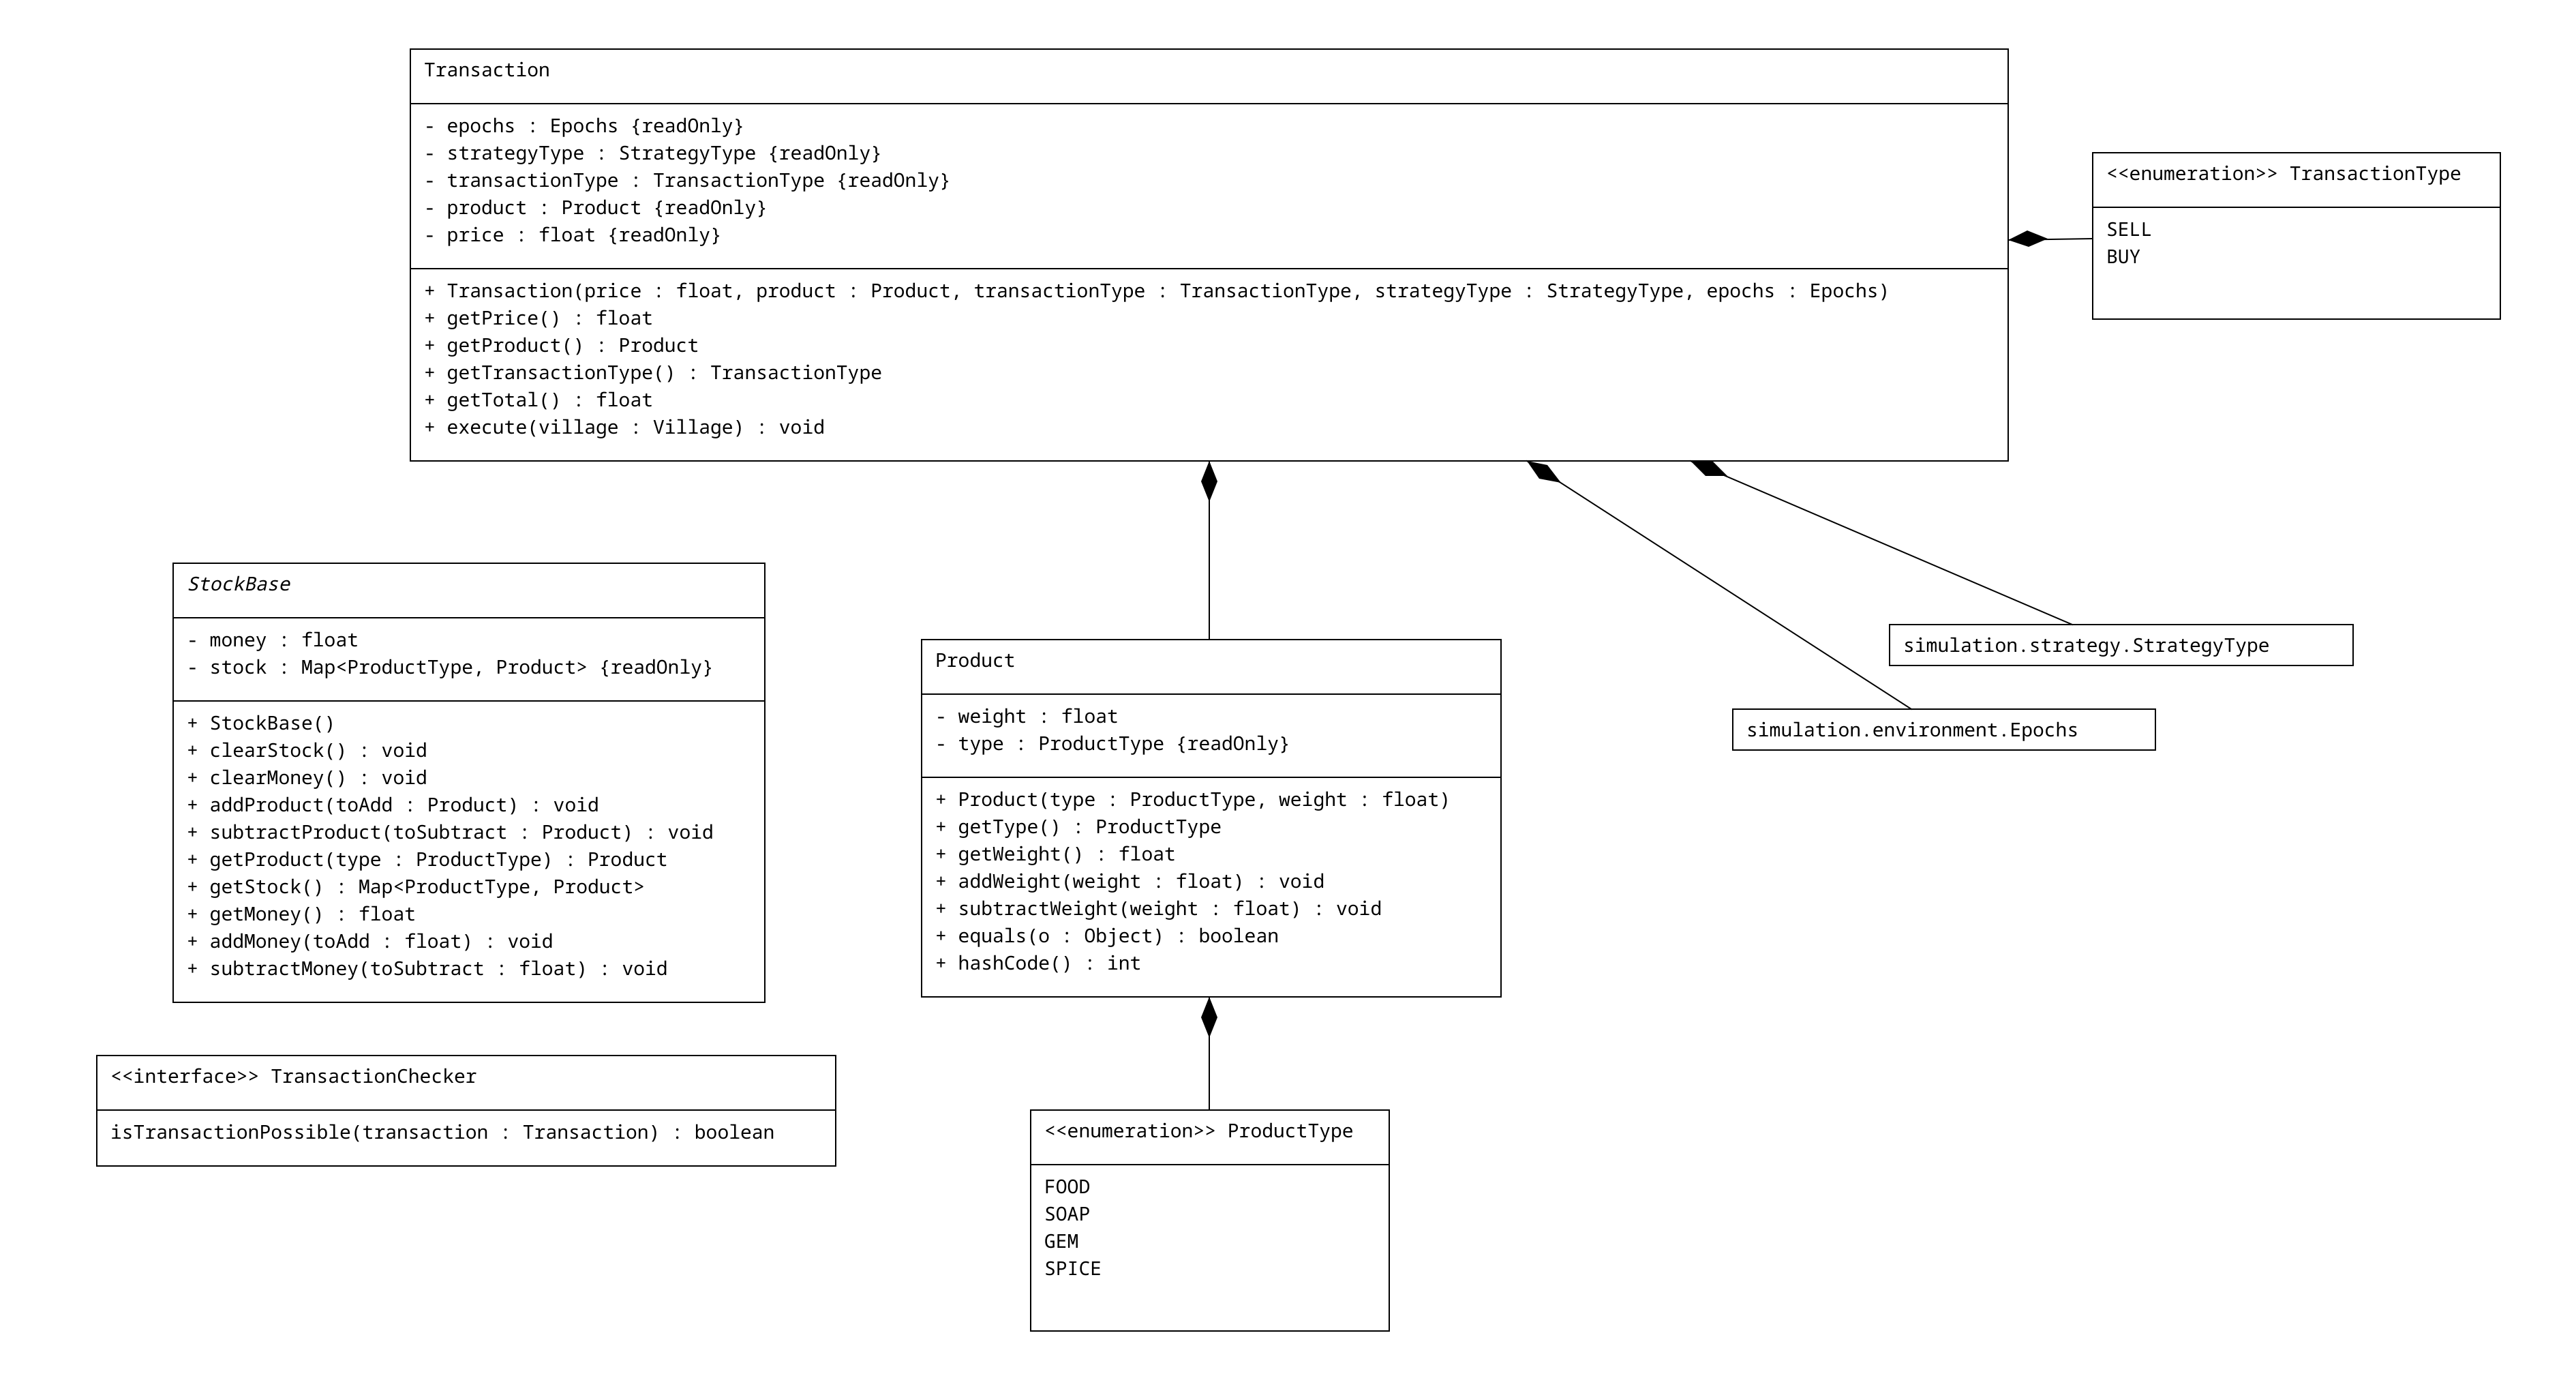 Transaction
- epochs : Epochs {readOnly}
- strategyType : StrategyType {readOnly}
- transactionType : TransactionType {readOnly}
- product : Product {readOnly}
- price : float {readOnly}
+ Transaction(price : float, product : Product, transactionType : TransactionType, strategyType : StrategyType, epochs : Epochs)
+ getPrice() : float
+ getProduct() : Product
+ getTransactionType() : TransactionType
+ getTotal() : float
+ execute(village : Village) : void
<<enumeration>> TransactionType
SELL
BUY
StockBase
- money : float
- stock : Map<ProductType, Product> {readOnly}
+ StockBase()
+ clearStock() : void
+ clearMoney() : void
+ addProduct(toAdd : Product) : void
+ subtractProduct(toSubtract : Product) : void
+ getProduct(type : ProductType) : Product
+ getStock() : Map<ProductType, Product>
+ getMoney() : float
+ addMoney(toAdd : float) : void
+ subtractMoney(toSubtract : float) : void
Product
- weight : float
- type : ProductType {readOnly}
+ Product(type : ProductType, weight : float)
+ getType() : ProductType
+ getWeight() : float
+ addWeight(weight : float) : void
+ subtractWeight(weight : float) : void
+ equals(o : Object) : boolean
+ hashCode() : int
simulation.strategy.StrategyType
simulation.environment.Epochs
<<interface>> TransactionChecker
isTransactionPossible(transaction : Transaction) : boolean
<<enumeration>> ProductType
FOOD
SOAP
GEM
SPICE